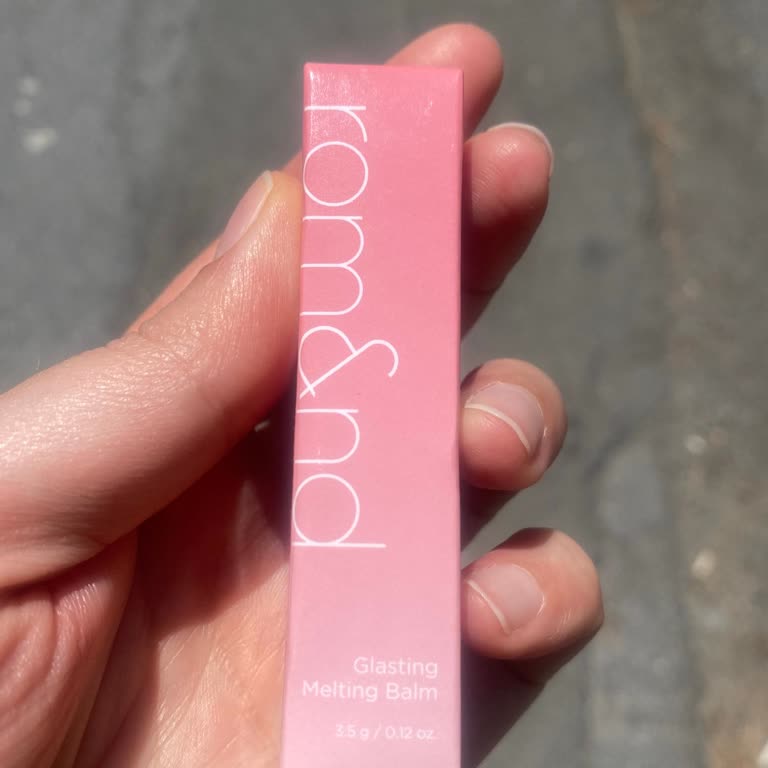 rom&nd
Glasting
Melting Balm
3.5 g / 0.12 oz.